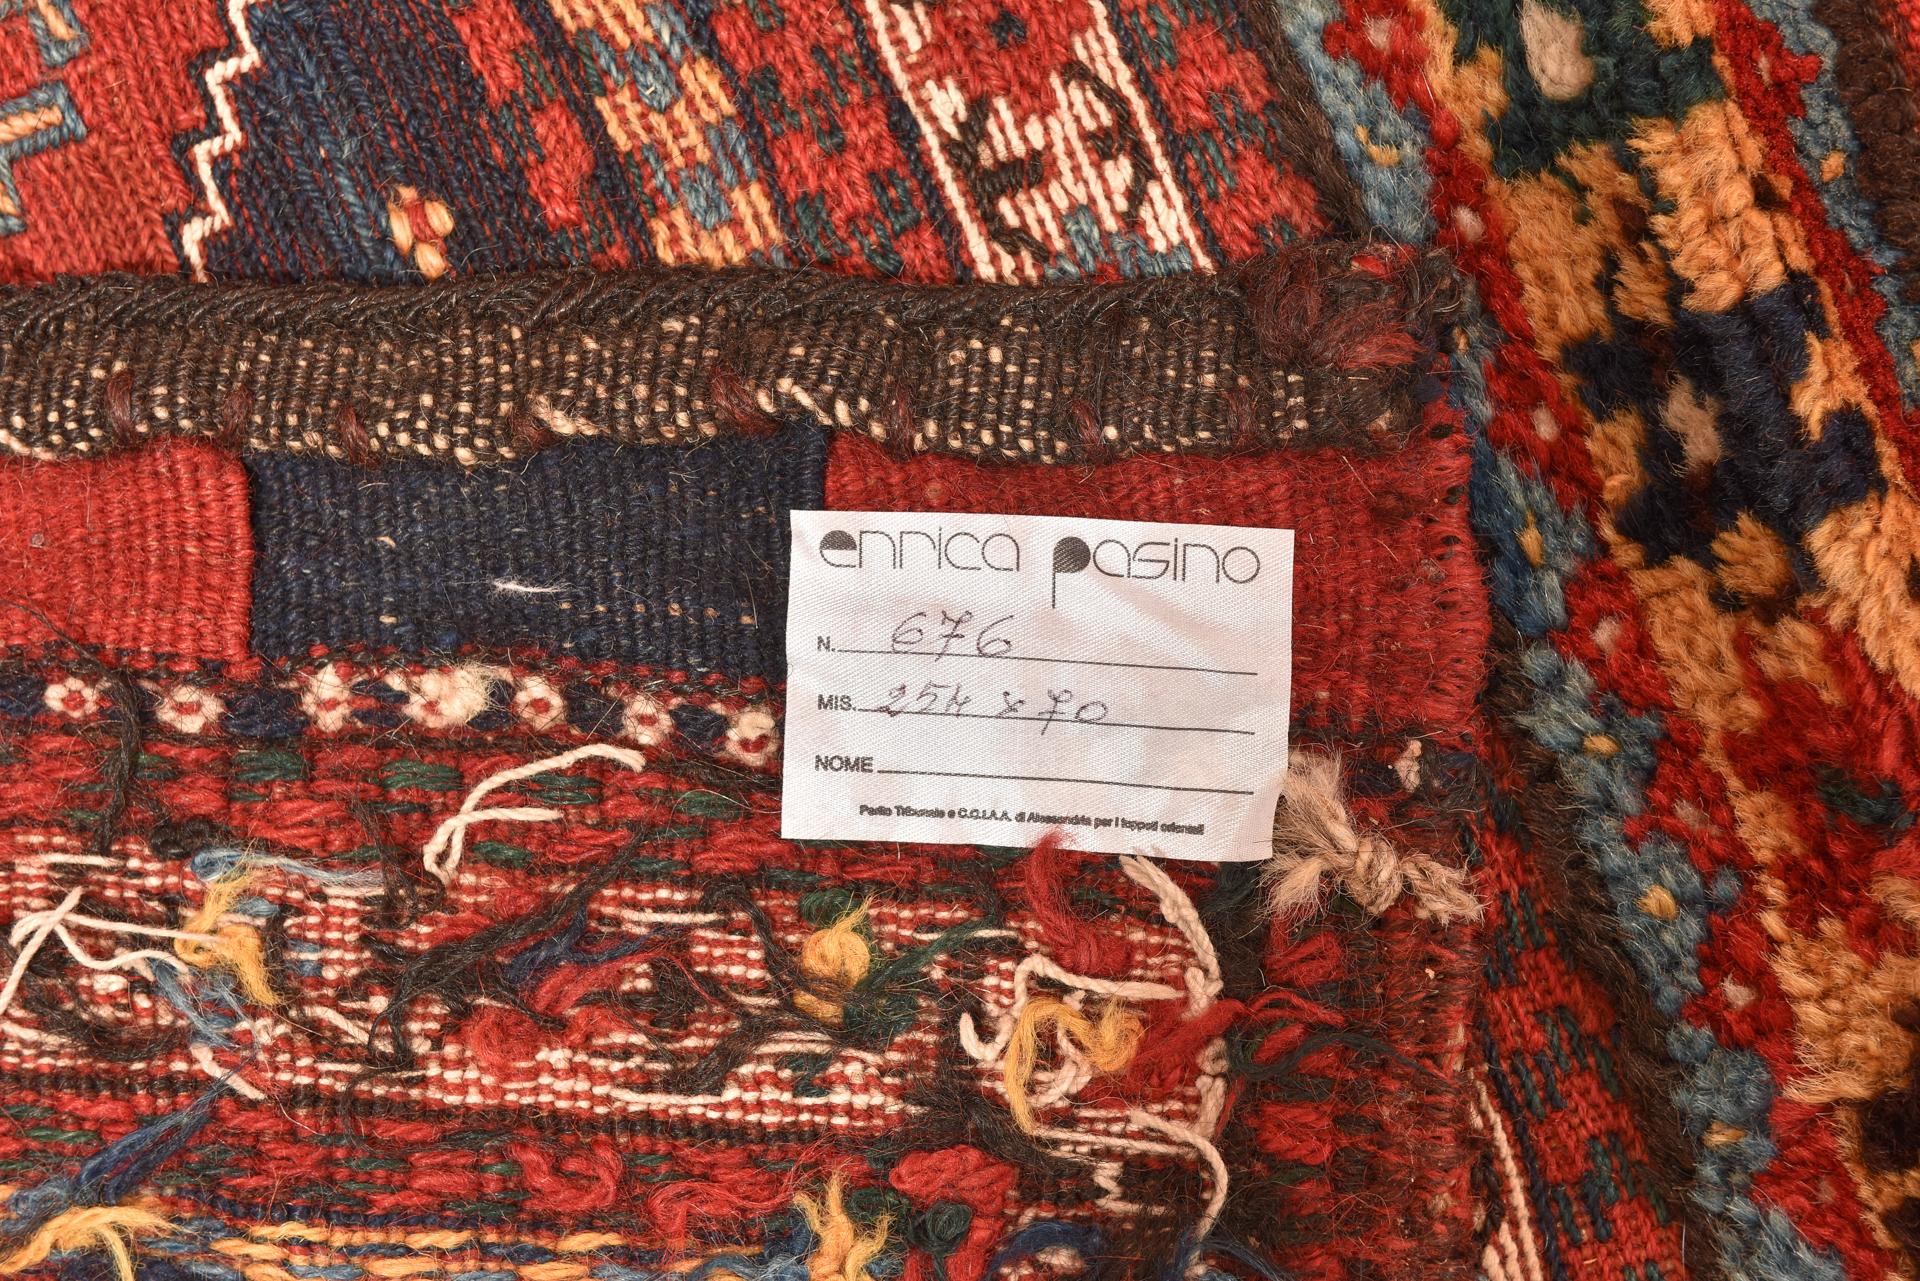 enrica pasino
N. 676
MIS. 254 x 70
NOME
Perito Tribunale e C.C.I.A.A. di Alessandria per i tappeti orientali